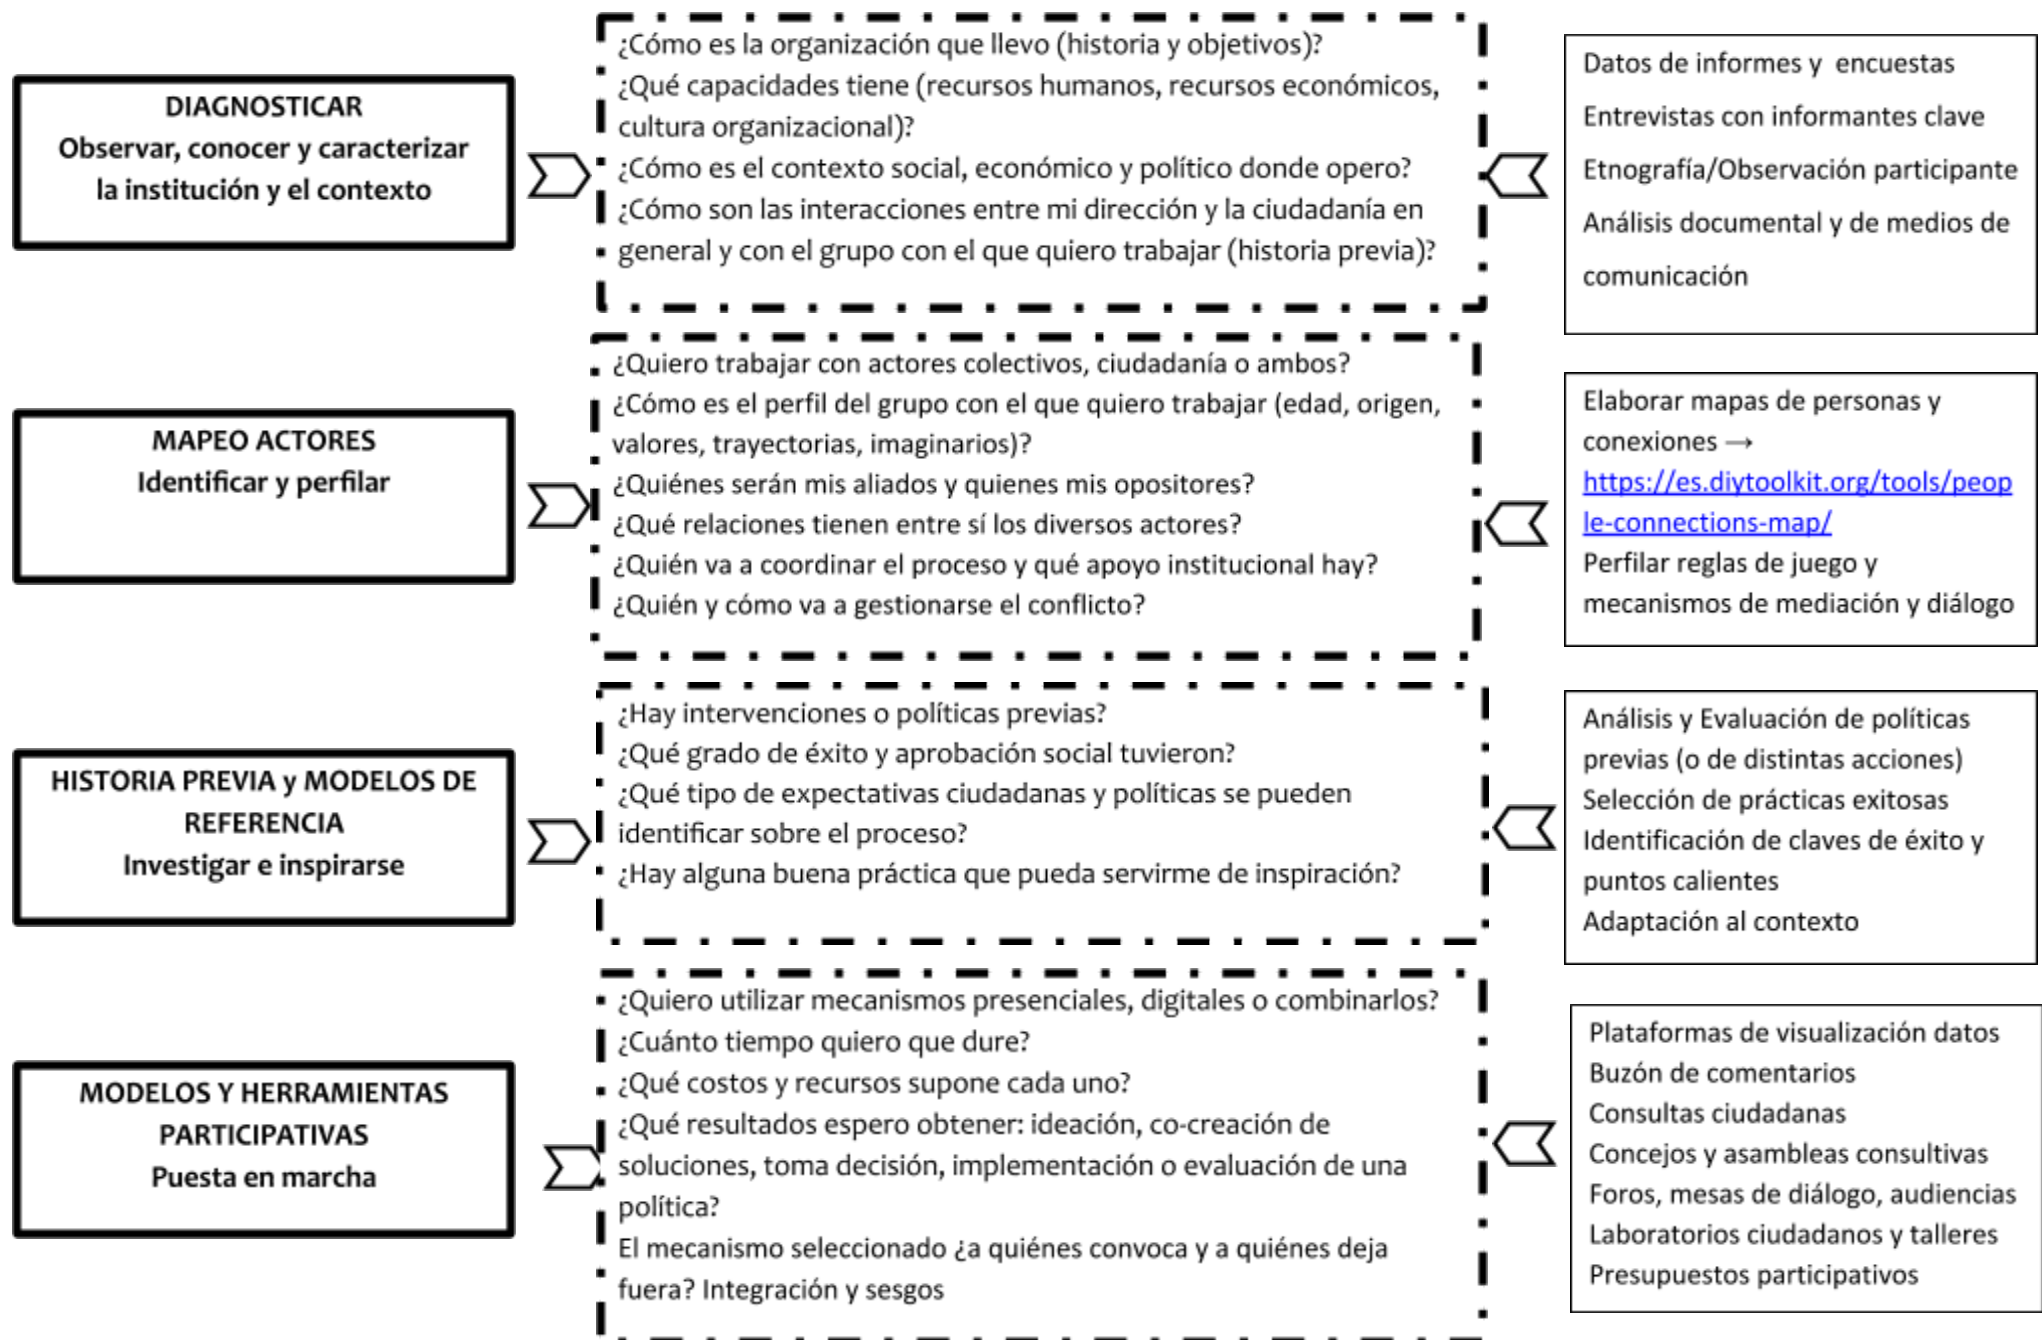 DIAGNOSTICAR
Observar, conocer y caracterizar
la institución y el contexto
¿Cómo es la organización que llevo (historia y objetivos)?
¿Qué capacidades tiene (recursos humanos, recursos económicos,
cultura organizacional)?
¿Cómo es el contexto social, económico y político donde opero?
¿Cómo son las interacciones entre mi dirección y la ciudadanía en
general y con el grupo con el que quiero trabajar (historia previa)?
Datos de informes y encuestas
Entrevistas con informantes clave
Etnografía/Observación participante
Análisis documental y de medios de
comunicación
MAPEO ACTORES
Identificar y perfilar
¿Quiero trabajar con actores colectivos, ciudadanía o ambos?
¿Cómo es el perfil del grupo con el que quiero trabajar (edad, origen,
valores, trayectorias, imaginarios)?
¿Quiénes serán mis aliados y quienes mis opositores?
¿Qué relaciones tienen entre sí los diversos actores?
¿Quién va a coordinar el proceso y qué apoyo institucional hay?
¿Quién y cómo va a gestionarse el conflicto?
Elaborar mapas de personas y
conexiones →
https://es.diytoolkit.org/tools/peop
le-connections-map/
Perfilar reglas de juego y
mecanismos de mediación y diálogo
HISTORIA PREVIA y MODELOS DE
REFERENCIA
Investigar e inspirarse
¿Hay intervenciones o políticas previas?
¿Qué grado de éxito y aprobación social tuvieron?
¿Qué tipo de expectativas ciudadanas y políticas se pueden
identificar sobre el proceso?
¿Hay alguna buena práctica que pueda servirme de inspiración?
Análisis y Evaluación de políticas
previas (o de distintas acciones)
Selección de prácticas exitosas
Identificación de claves de éxito y
puntos calientes
Adaptación al contexto
MODELOS Y HERRAMIENTAS
PARTICIPATIVAS
Puesta en marcha
¿Quiero utilizar mecanismos presenciales, digitales o combinarlos?
¿Cuánto tiempo quiero que dure?
¿Qué costos y recursos supone cada uno?
¿Qué resultados espero obtener: ideación, co-creación de
soluciones, toma decisión, implementación o evaluación de una
política?
El mecanismo seleccionado ¿a quiénes convoca y a quiénes deja
fuera? Integración y sesgos
Plataformas de visualización datos
Buzón de comentarios
Consultas ciudadanas
Concejos y asambleas consultivas
Foros, mesas de diálogo, audiencias
Laboratorios ciudadanos y talleres
Presupuestos participativos